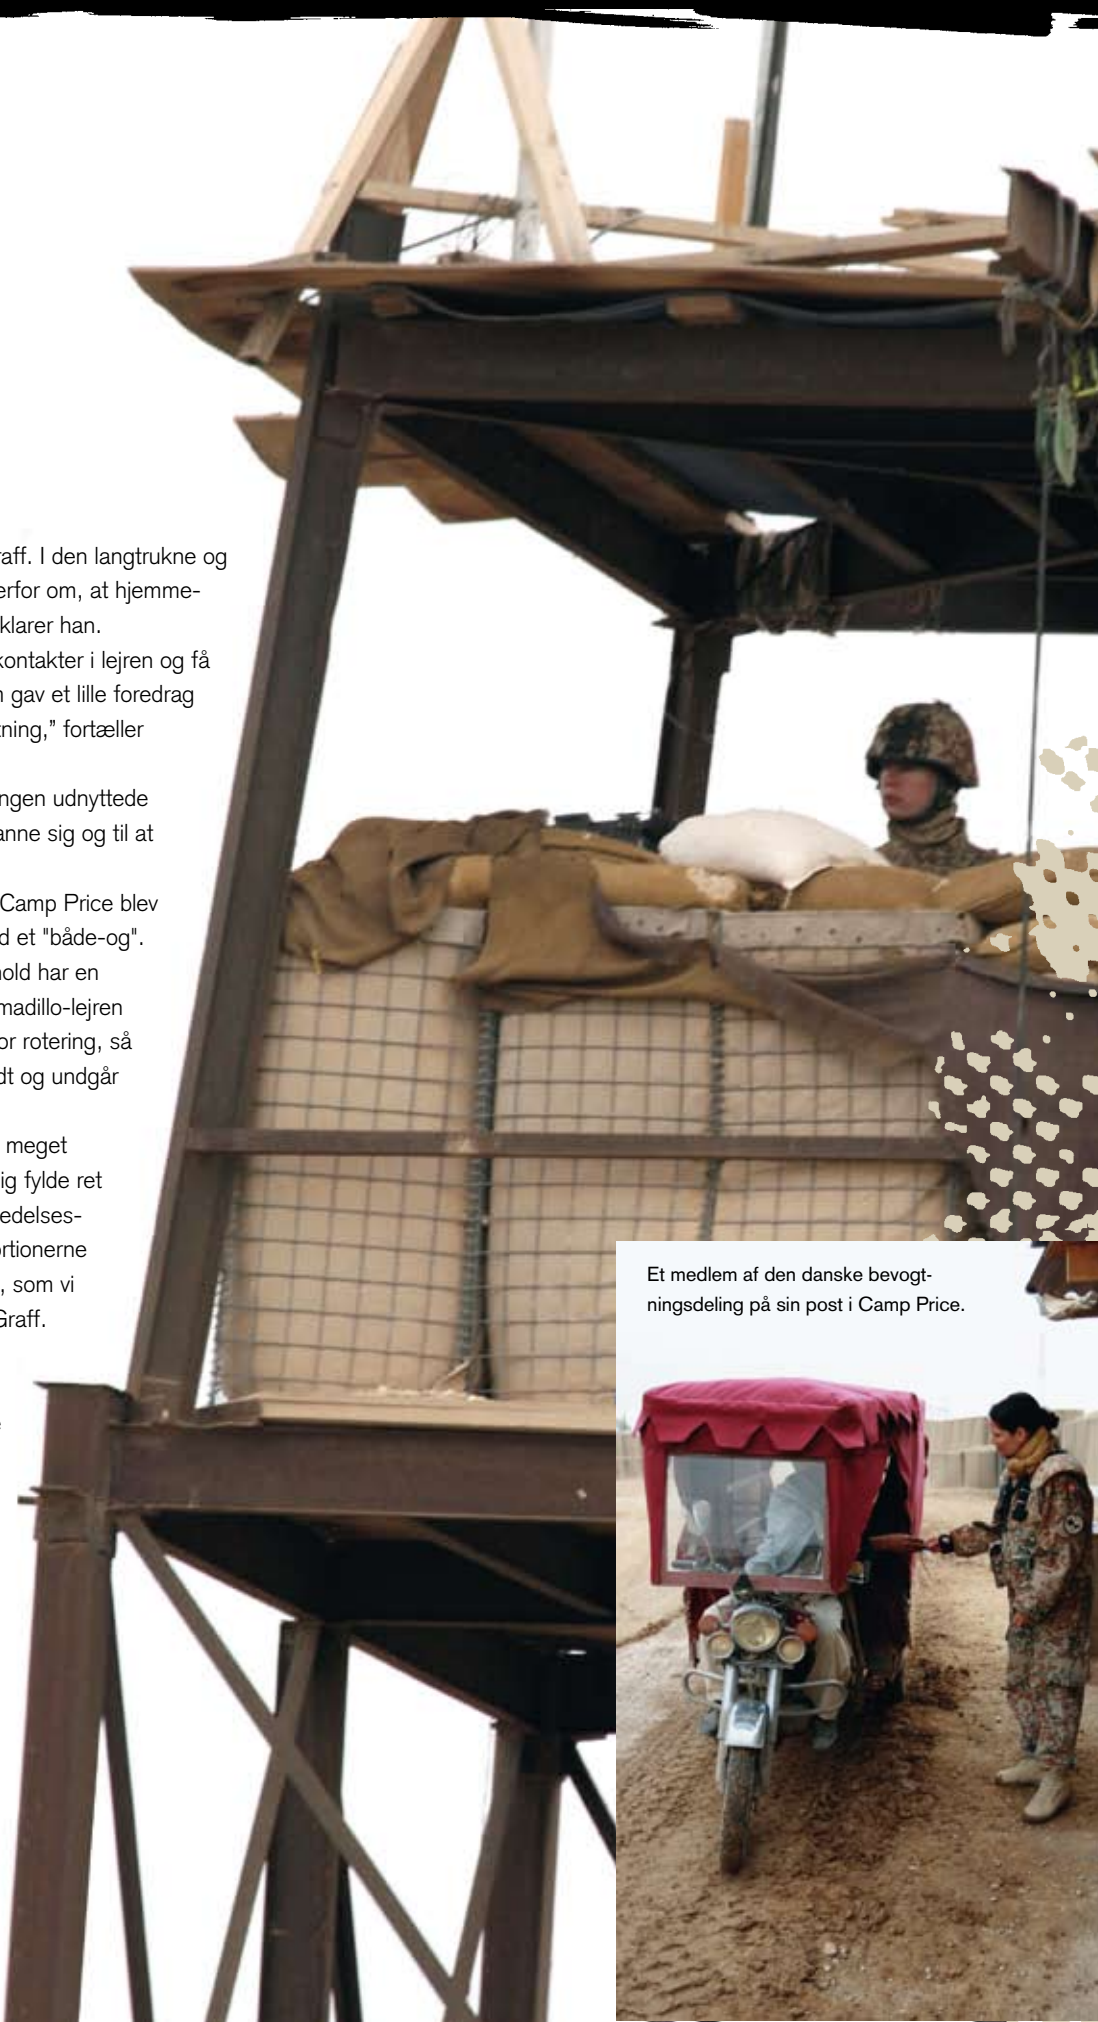 raff. I den langtrukne og
erfor om, at hjemme-
klarer han.
kontakter i lejren og få
n gav et lille foredrag
tning,” fortæller
ngen udnyttede
anne sig og til at
Camp Price blev
d et "både-og".
hold har en
madillo-lejren
or rotering, så
dt og undgår
meget
ig fylde ret
edelses-
rtionerne
, som vi
Graff.
Et medlem af den danske bevogt-
ningsdeling på sin post i Camp Price.